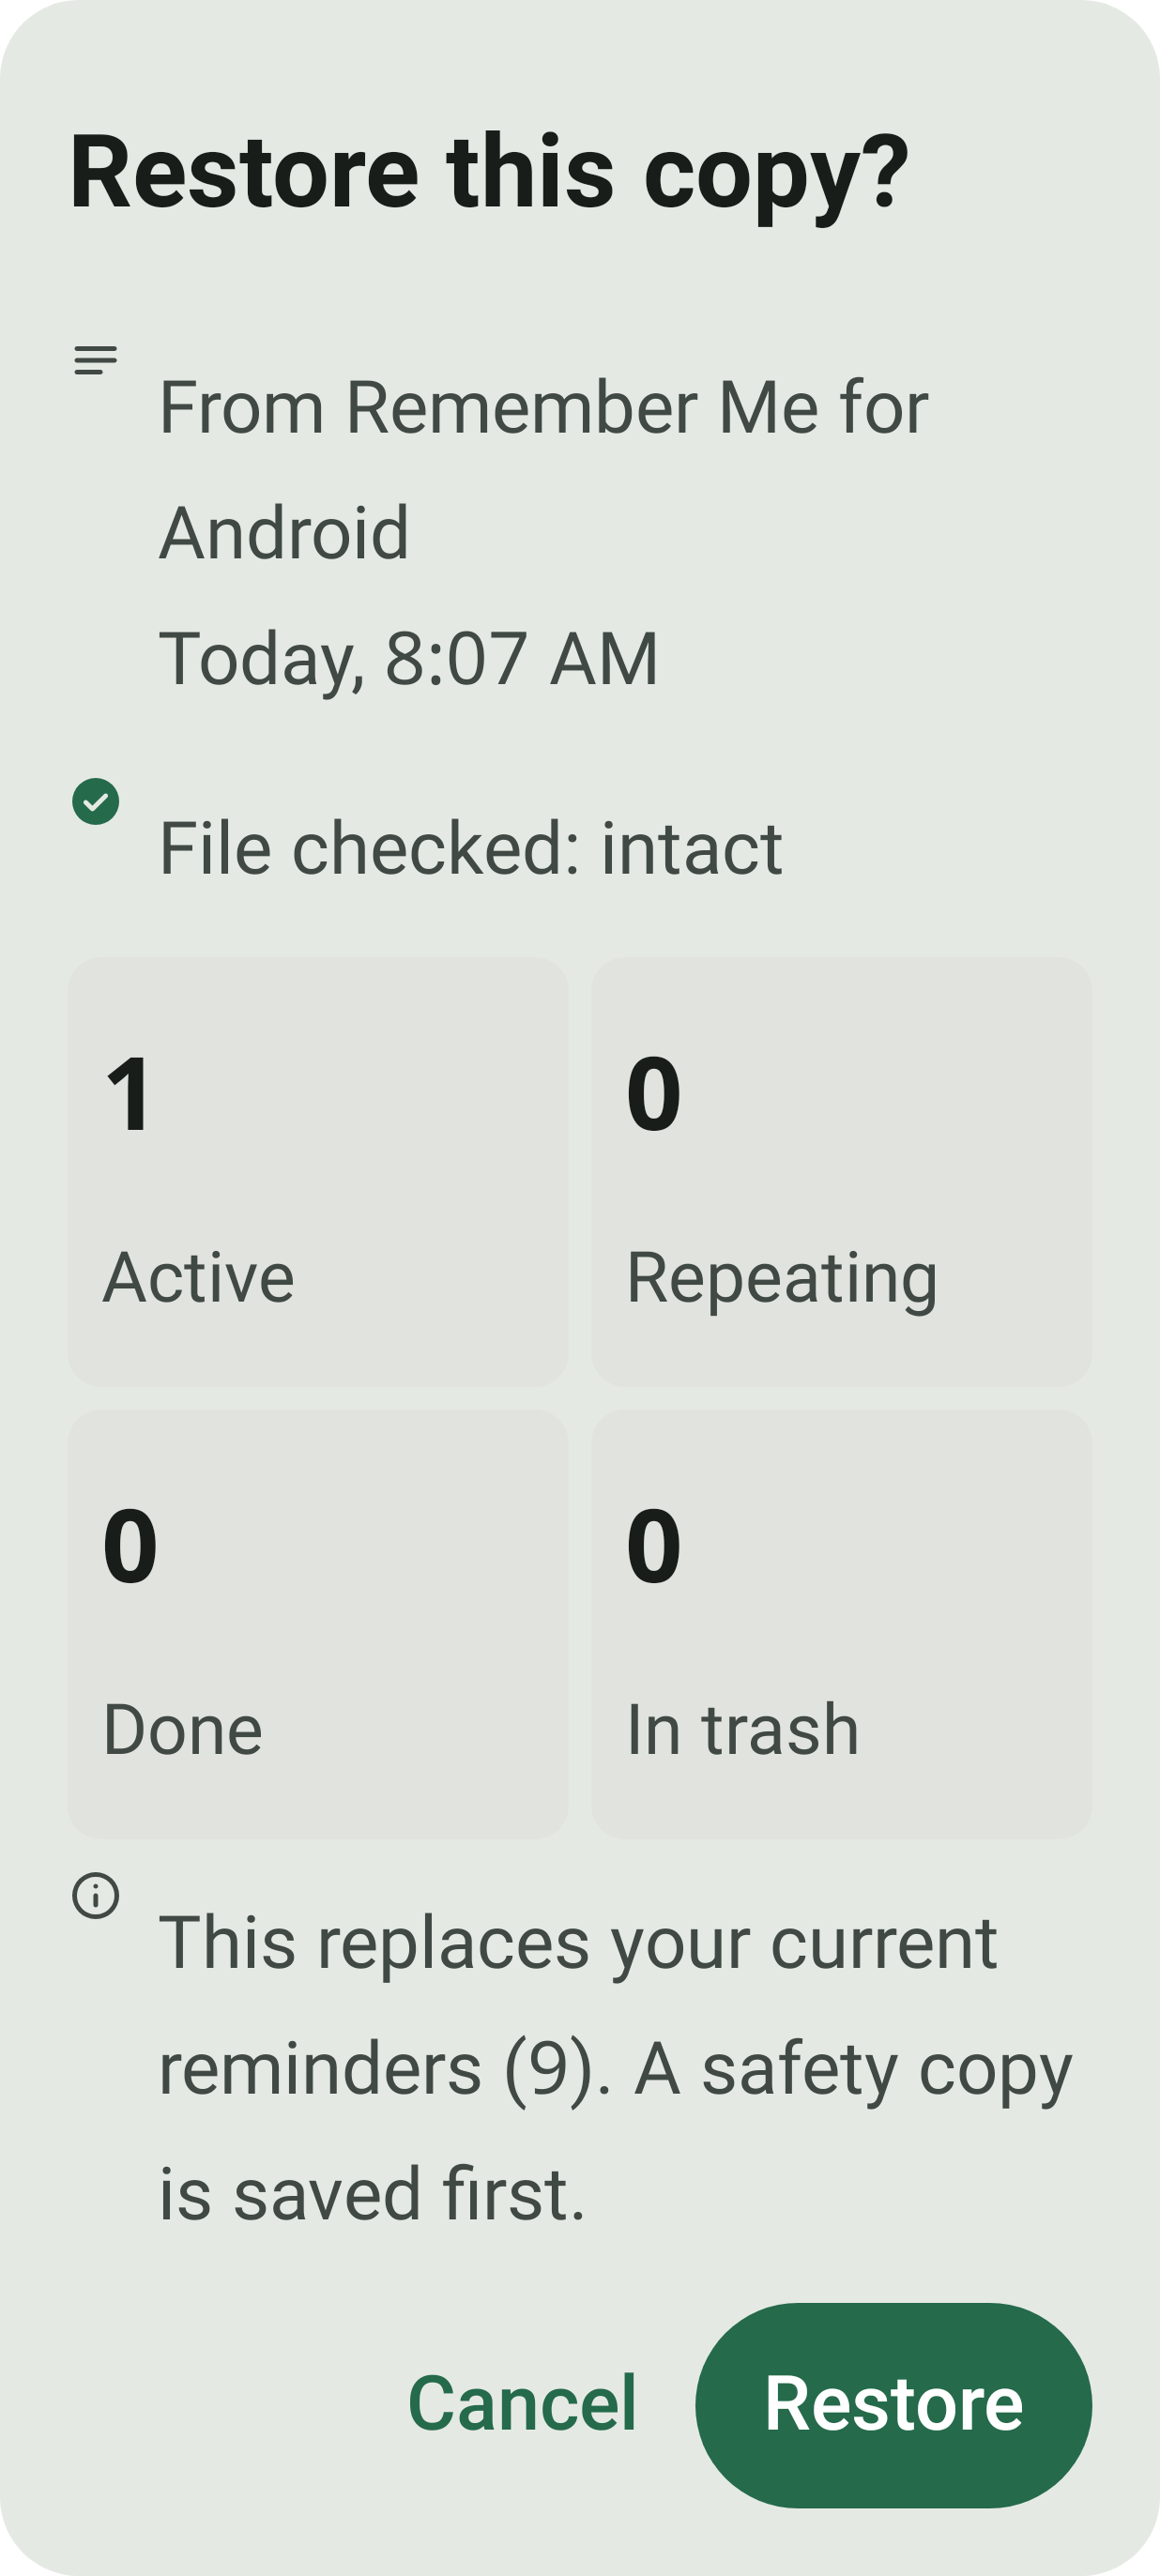 Restore this copy?
From Remember Me for
Android
Today, 8:07 AM
File checked: intact
1
Active
0
Repeating
0
Done
0
In trash
This replaces your current
reminders (9). A safety copy
is saved first.
Cancel
Restore